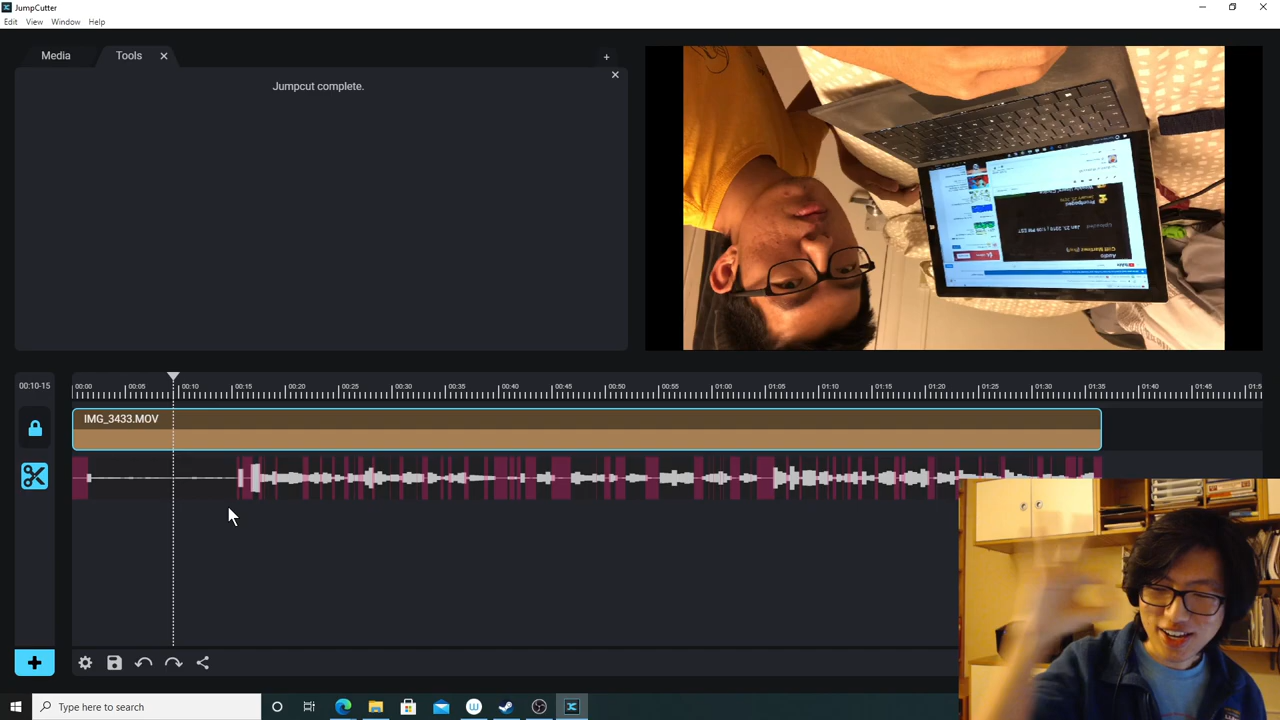 JumpCutter
Edit View Window Help
Media
Tools
Jumpcut complete.
00:10-15
00:00 00:05 00:10 00:15 00:20 00:25 00:30 00:35 00:40 00:45 00:50 00:55 01:00 01:05 01:10 01:15 01:20 01:25 01:30 01:35 01:40 01:45
IMG_3433.MOV
Type here to search